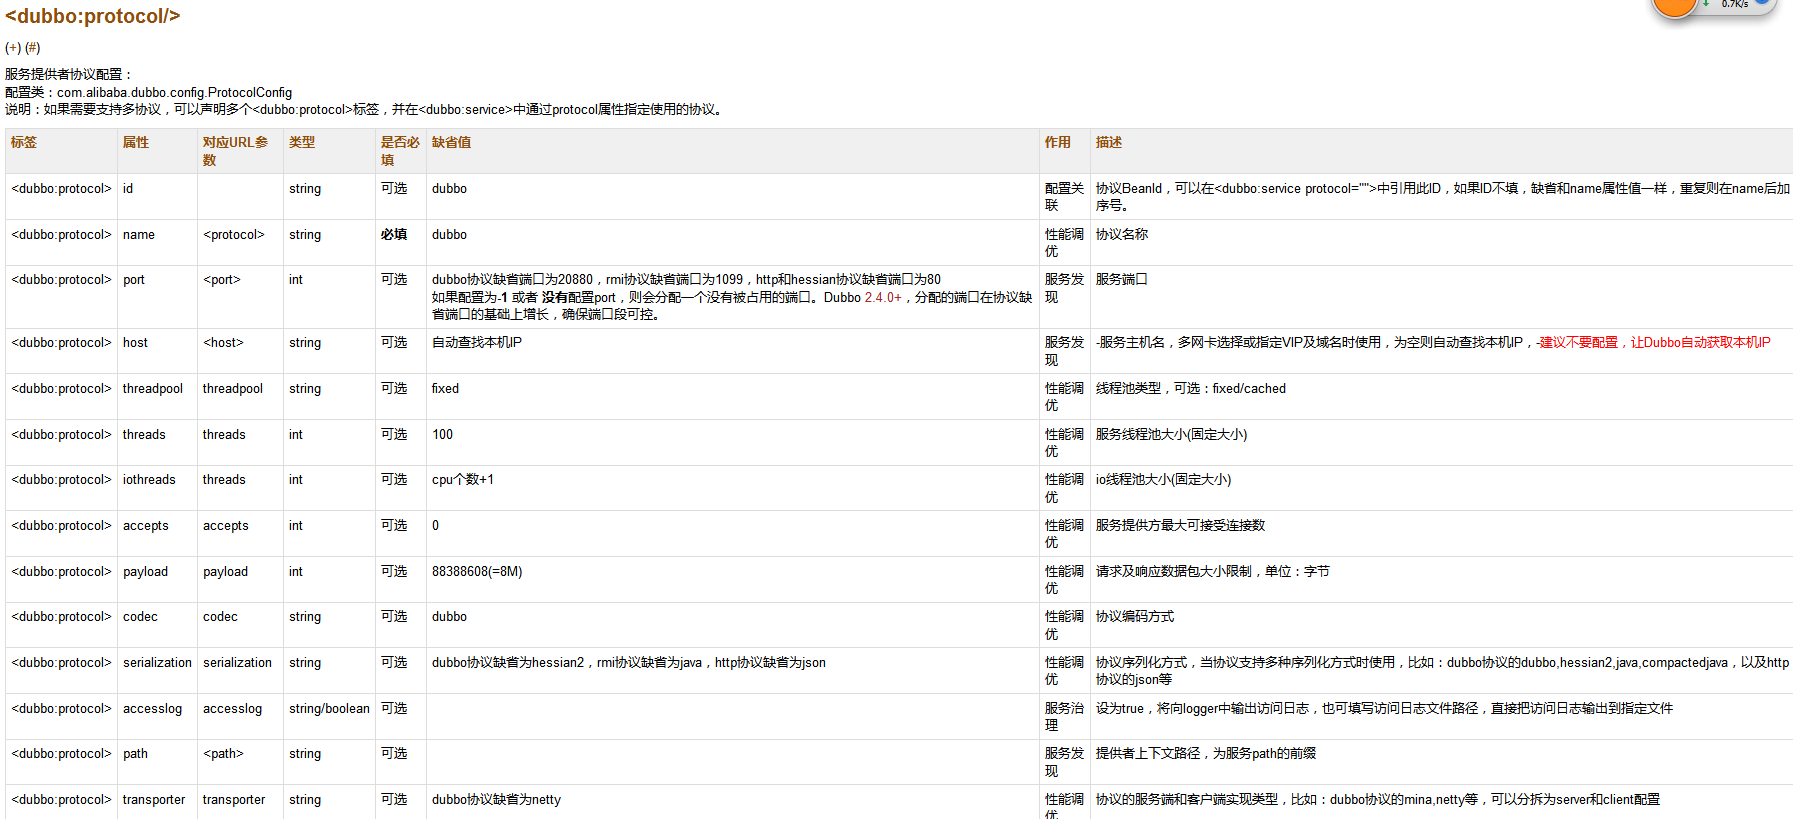 <dubbo:protocol/>
0.7K/s
(+) (#)
服务提供者协议配置：
配置类：com.alibaba.dubbo.config.ProtocolConfig
说明：如果需要支持多协议，可以声明多个<dubbo:protocol>标签，并在<dubbo:service>中通过protocol属性指定使用的协议。
标签 属性 对应URL参数 类型 是否必填 缺省值 作用 描述
<dubbo:protocol> id string 可选 dubbo 配置关联 协议BeanId，可以在<dubbo:service protocol="">中引用此ID，如果ID不填，缺省和name属性值一样，重复则在name后加
序号。
<dubbo:protocol> name <protocol> string 必填 dubbo 性能调优 协议名称
<dubbo:protocol> port <port> int 可选 dubbo协议缺省端口为20880，rmi协议缺省端口为1099，http和hessian协议缺省端口为80
如果配置为-1 或者 没有配置port，则会分配一个没有被占用的端口。Dubbo 2.4.0+，分配的端口在协议缺
省端口的基础上增长，确保端口段可控。 服务发现 服务端口
<dubbo:protocol> host <host> string 可选 自动查找本机IP 服务发现 -服务主机名，多网卡选择或指定VIP及域名时使用，为空则自动查找本机IP，-建议不要配置，让Dubbo自动获取本机IP
<dubbo:protocol> threadpool threadpool string 可选 fixed 性能调优 线程池类型，可选：fixed/cached
<dubbo:protocol> threads threads int 可选 100 性能调优 服务线程池大小(固定大小)
<dubbo:protocol> iothreads threads int 可选 cpu个数+1 性能调优 io线程池大小(固定大小)
<dubbo:protocol> accepts accepts int 可选 0 性能调优 服务提供方最大可接受连接数
<dubbo:protocol> payload payload int 可选 88388608(=8M) 性能调优 请求及响应数据包大小限制，单位：字节
<dubbo:protocol> codec codec string 可选 dubbo 性能调优 协议编码方式
<dubbo:protocol> serialization serialization string 可选 dubbo协议缺省为hessian2，rmi协议缺省为java，http协议缺省为json 性能调优 协议序列化方式，当协议支持多种序列化方式时使用，比如：dubbo协议的dubbo,hessian2,java,compactedjava，以及http
协议的json等
<dubbo:protocol> accesslog accesslog string/boolean 可选 服务治理 设为true，将向logger中输出访问日志，也可填写访问日志文件路径，直接把访问日志输出到指定文件
<dubbo:protocol> path <path> string 可选 服务发现 提供者上下文路径，为服务path的前缀
<dubbo:protocol> transporter transporter string 可选 dubbo协议缺省为netty 性能调优 协议的服务端和客户端实现类型，比如：dubbo协议的mina,netty等，可以分拆为server和client配置